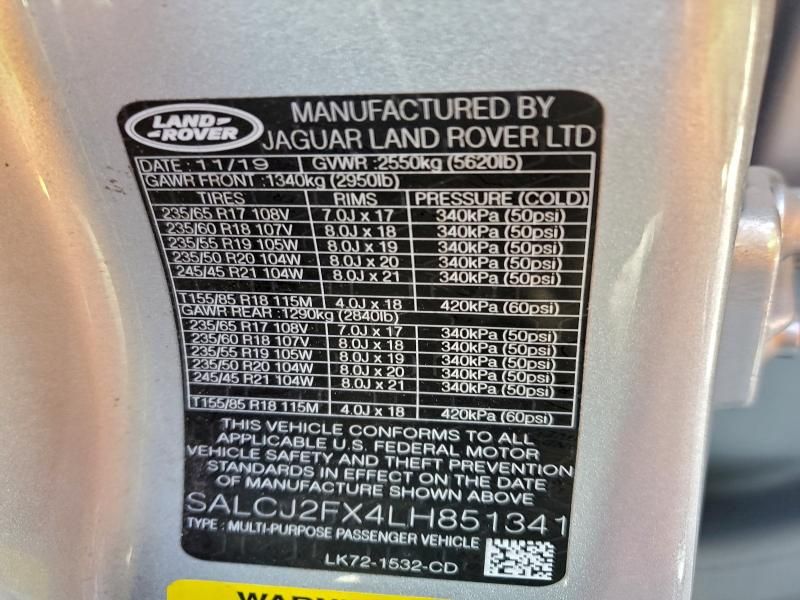 LAND ROVER
MANUFACTURED BY
JAGUAR LAND ROVER LTD
DATE : 11/19 GVWR : 2550kg (5620lb)
GAWR FRONT : 1340kg (2950lb)
TIRES RIMS PRESSURE (COLD)
235/65 R17 108V 7.0J x 17 340kPa (50psi)
235/60 R18 107V 8.0J x 18 340kPa (50psi)
235/55 R19 105W 8.0J x 19 340kPa (50psi)
235/50 R20 104W 8.0J x 20 340kPa (50psi)
245/45 R21 104W 8.0J x 21 340kPa (50psi)
T155/85 R18 115M 4.0J x 18 420kPa (60psi)
GAWR REAR : 1290kg (2840lb)
235/65 R17 108V 7.0J x 17 340kPa (50psi)
235/60 R18 107V 8.0J x 18 340kPa (50psi)
235/55 R19 105W 8.0J x 19 340kPa (50psi)
235/50 R20 104W 8.0J x 20 340kPa (50psi)
245/45 R21 104W 8.0J x 21 340kPa (50psi)
T155/85 R18 115M 4.0J x 18 420kPa (60psi)
THIS VEHICLE CONFORMS TO ALL
APPLICABLE U.S. FEDERAL MOTOR
VEHICLE SAFETY AND THEFT PREVENTION
STANDARDS IN EFFECT ON THE DATE
OF MANUFACTURE SHOWN ABOVE
SALCJ2FX4LH851341
TYPE : MULTI-PURPOSE PASSENGER VEHICLE
LK72-1532-CD